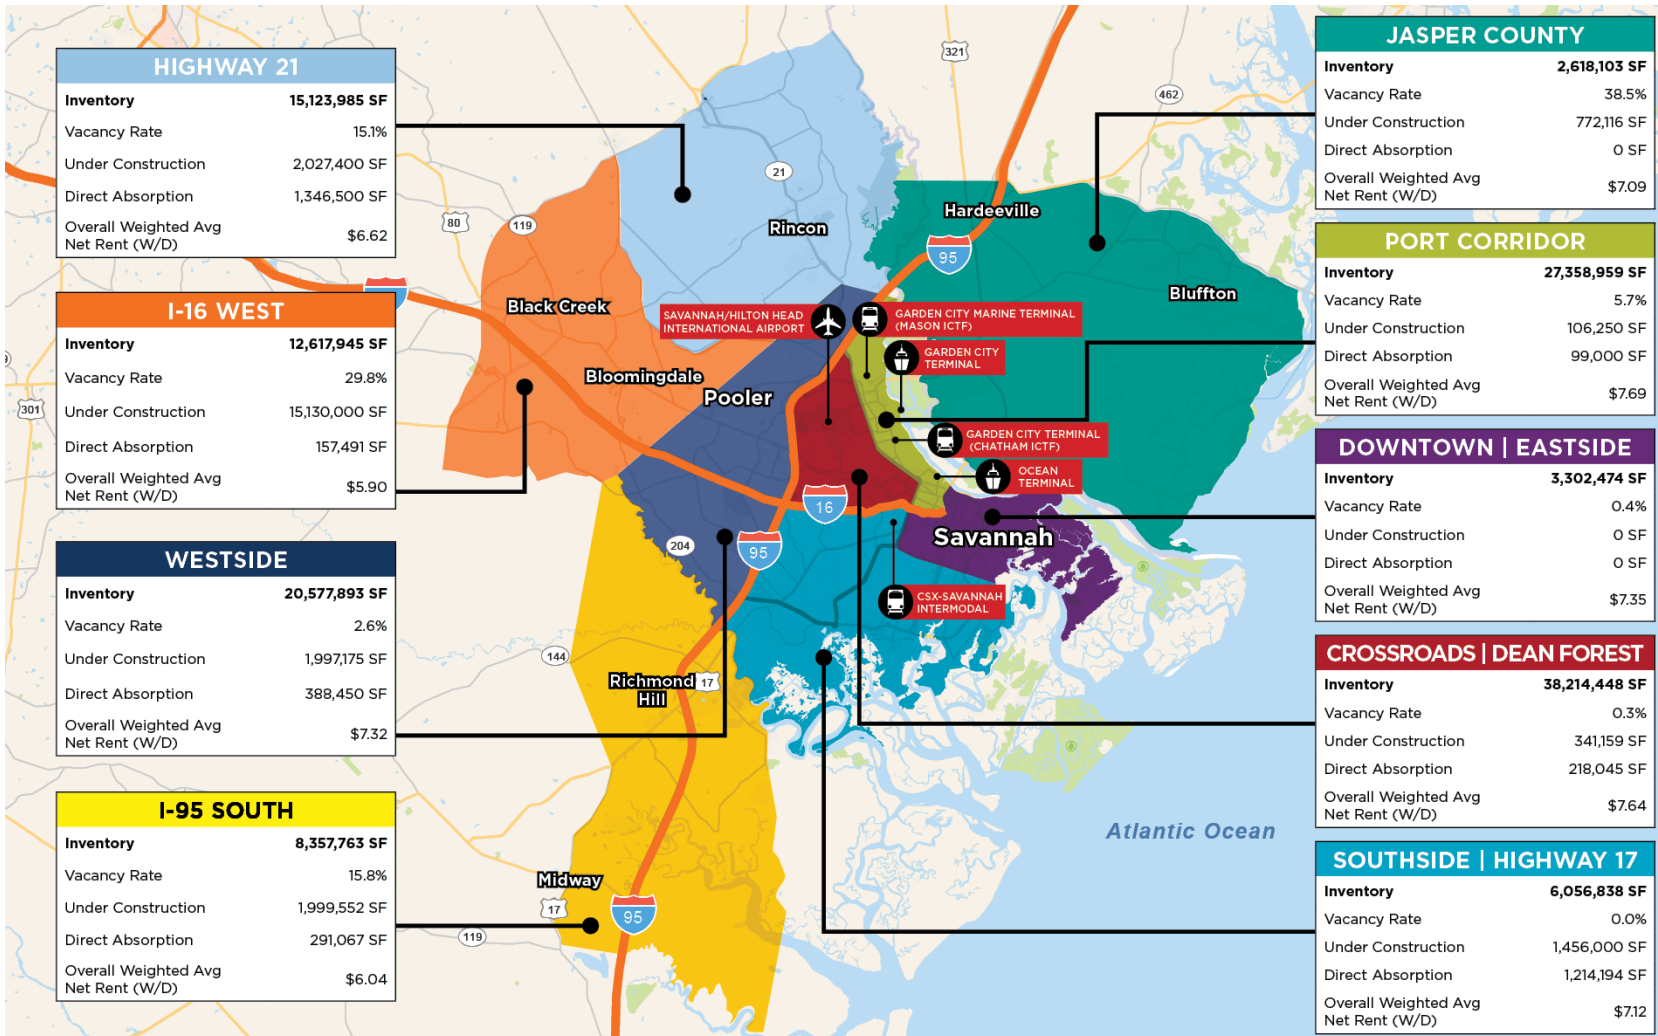 HIGHWAY 21
Inventory 15,123,985 SF
Vacancy Rate 15.1%
Under Construction 2,027,400 SF
Direct Absorption 1,346,500 SF
Overall Weighted Avg
Net Rent (W/D) $6.62
I-16 WEST
Inventory 12,617,945 SF
Vacancy Rate 29.8%
Under Construction 15,130,000 SF
Direct Absorption 157,491 SF
Overall Weighted Avg
Net Rent (W/D) $5.90
WESTSIDE
Inventory 20,577,893 SF
Vacancy Rate 2.6%
Under Construction 1,997,175 SF
Direct Absorption 388,450 SF
Overall Weighted Avg
Net Rent (W/D) $7.32
I-95 SOUTH
Inventory 8,357,763 SF
Vacancy Rate 15.8%
Under Construction 1,999,552 SF
Direct Absorption 291,067 SF
Overall Weighted Avg
Net Rent (W/D) $6.04
321
462
21
Rincon
Hardeeville
80
119
95
Bluffton
Black Creek
SAVANNAH/HILTON HEAD
INTERNATIONAL AIRPORT
GARDEN CITY MARINE TERMINAL
(MASON ICTF)
GARDEN CITY
TERMINAL
Bloomingdale
Pooler
301
GARDEN CITY TERMINAL
(CHATHAM ICTF)
OCEAN
TERMINAL
16
Savannah
204
95
CSX-SAVANNAH
INTERMODAL
144
Richmond
Hill
17
Atlantic Ocean
Midway
17
95
119
JASPER COUNTY
Inventory 2,618,103 SF
Vacancy Rate 38.5%
Under Construction 772,116 SF
Direct Absorption 0 SF
Overall Weighted Avg
Net Rent (W/D) $7.09
PORT CORRIDOR
Inventory 27,358,959 SF
Vacancy Rate 5.7%
Under Construction 106,250 SF
Direct Absorption 99,000 SF
Overall Weighted Avg
Net Rent (W/D) $7.69
DOWNTOWN | EASTSIDE
Inventory 3,302,474 SF
Vacancy Rate 0.4%
Under Construction 0 SF
Direct Absorption 0 SF
Overall Weighted Avg
Net Rent (W/D) $7.35
CROSSROADS | DEAN FOREST
Inventory 38,214,448 SF
Vacancy Rate 0.3%
Under Construction 341,159 SF
Direct Absorption 218,045 SF
Overall Weighted Avg
Net Rent (W/D) $7.64
SOUTHSIDE | HIGHWAY 17
Inventory 6,056,838 SF
Vacancy Rate 0.0%
Under Construction 1,456,000 SF
Direct Absorption 1,214,194 SF
Overall Weighted Avg
Net Rent (W/D) $7.12